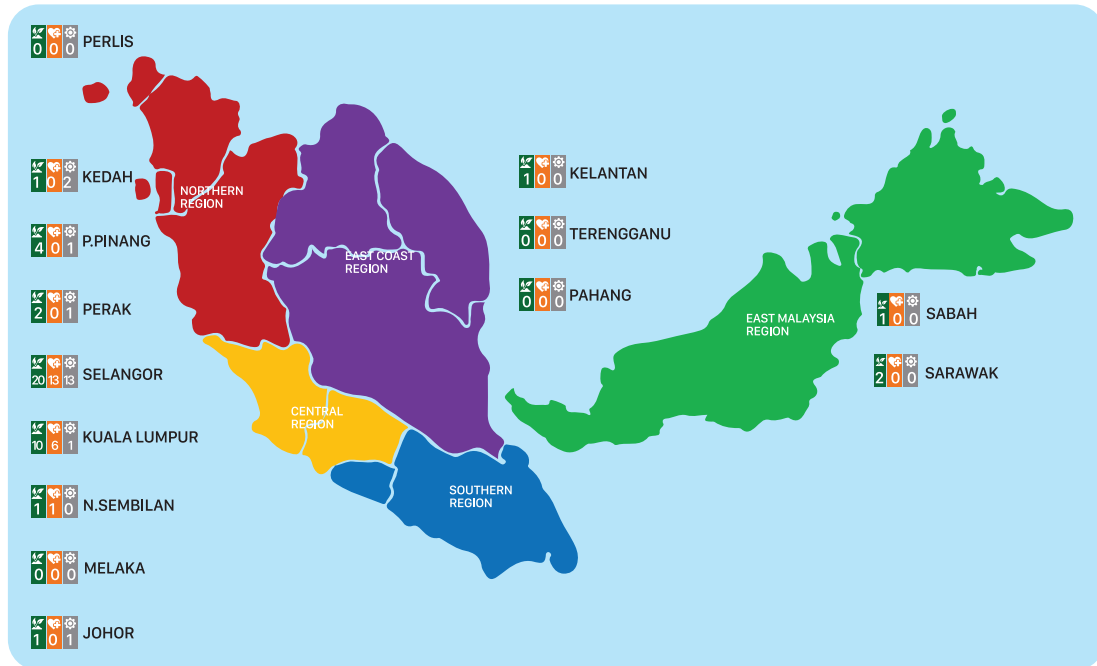 0 0 0 PERLIS
1 0 2 KEDAH
4 0 1 P.PINANG
2 0 1 PERAK
20 13 13 SELANGOR
10 6 1 KUALA LUMPUR
1 1 0 N.SEMBILAN
0 0 0 MELAKA
1 0 1 JOHOR
NORTHERN
REGION
EAST COAST
REGION
CENTRAL
REGION
SOUTHERN
REGION
1 0 0 KELANTAN
0 0 0 TERENGGANU
0 0 0 PAHANG
EAST MALAYSIA
REGION
1 0 0 SABAH
2 0 0 SARAWAK